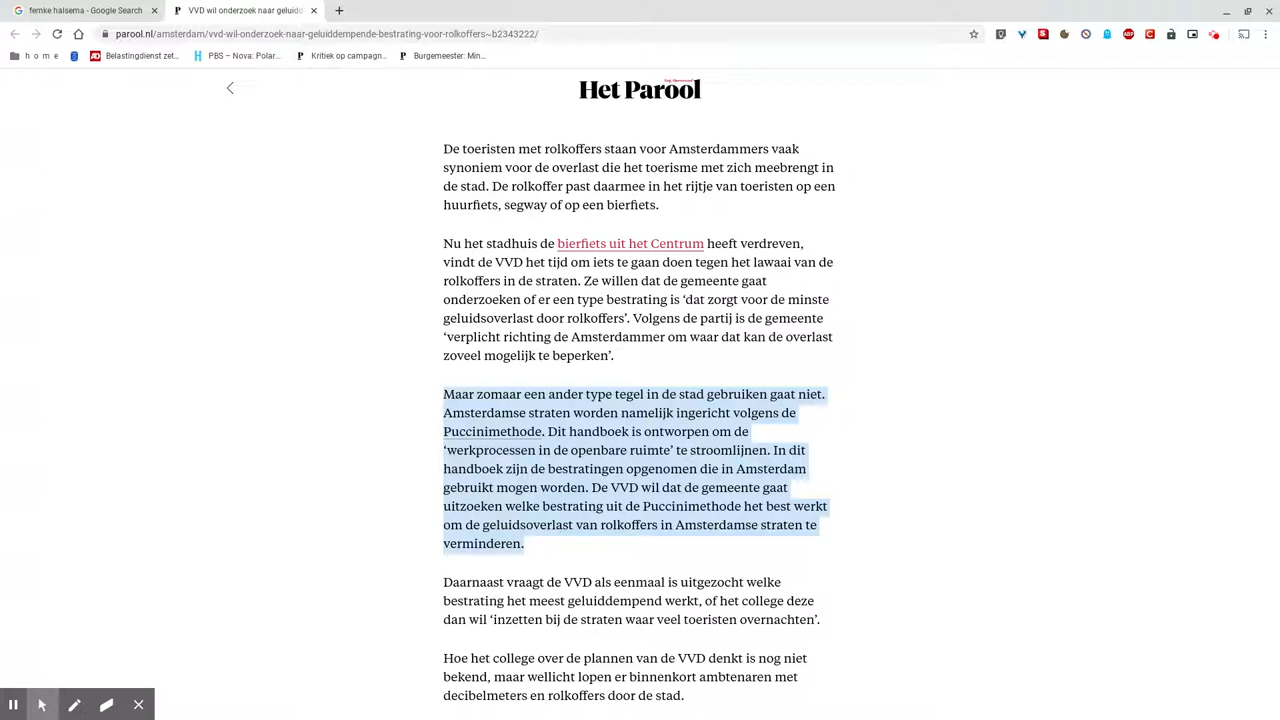 femke halsema - Google Search
VVD wil onderzoek naar geluidd
parool.nl/amsterdam/vvd-wil-onderzoek-naar-geluiddempende-bestrating-voor-rolkoffers~b2343222/
h o m e
AD
Belastingdienst zet...
H
PBS – Nova: Polar...
P
Kritiek op campagn...
P
Burgemeester: Min...
Het Parool
De toeristen met rolkoffers staan voor Amsterdammers vaak
synoniem voor de overlast die het toerisme met zich meebrengt in
de stad. De rolkoffer past daarmee in het rijtje van toeristen op een
huurfiets, segway of op een bierfiets.
Nu het stadhuis de bierfiets uit het Centrum heeft verdreven,
vindt de VVD het tijd om iets te gaan doen tegen het lawaai van de
rolkoffers in de straten. Ze willen dat de gemeente gaat
onderzoeken of er een type bestrating is ‘dat zorgt voor de minste
geluidsoverlast door rolkoffers’. Volgens de partij is de gemeente
‘verplicht richting de Amsterdammer om waar dat kan de overlast
zoveel mogelijk te beperken’.
Maar zomaar een ander type tegel in de stad gebruiken gaat niet.
Amsterdamse straten worden namelijk ingericht volgens de
Puccinimethode. Dit handboek is ontworpen om de
‘werkprocessen in de openbare ruimte’ te stroomlijnen. In dit
handboek zijn de bestratingen opgenomen die in Amsterdam
gebruikt mogen worden. De VVD wil dat de gemeente gaat
uitzoeken welke bestrating uit de Puccinimethode het best werkt
om de geluidsoverlast van rolkoffers in Amsterdamse straten te
verminderen.
Daarnaast vraagt de VVD als eenmaal is uitgezocht welke
bestrating het meest geluiddempend werkt, of het college deze
dan wil ‘inzetten bij de straten waar veel toeristen overnachten’.
Hoe het college over de plannen van de VVD denkt is nog niet
bekend, maar wellicht lopen er binnenkort ambtenaren met
decibelmeters en rolkoffers door de stad.